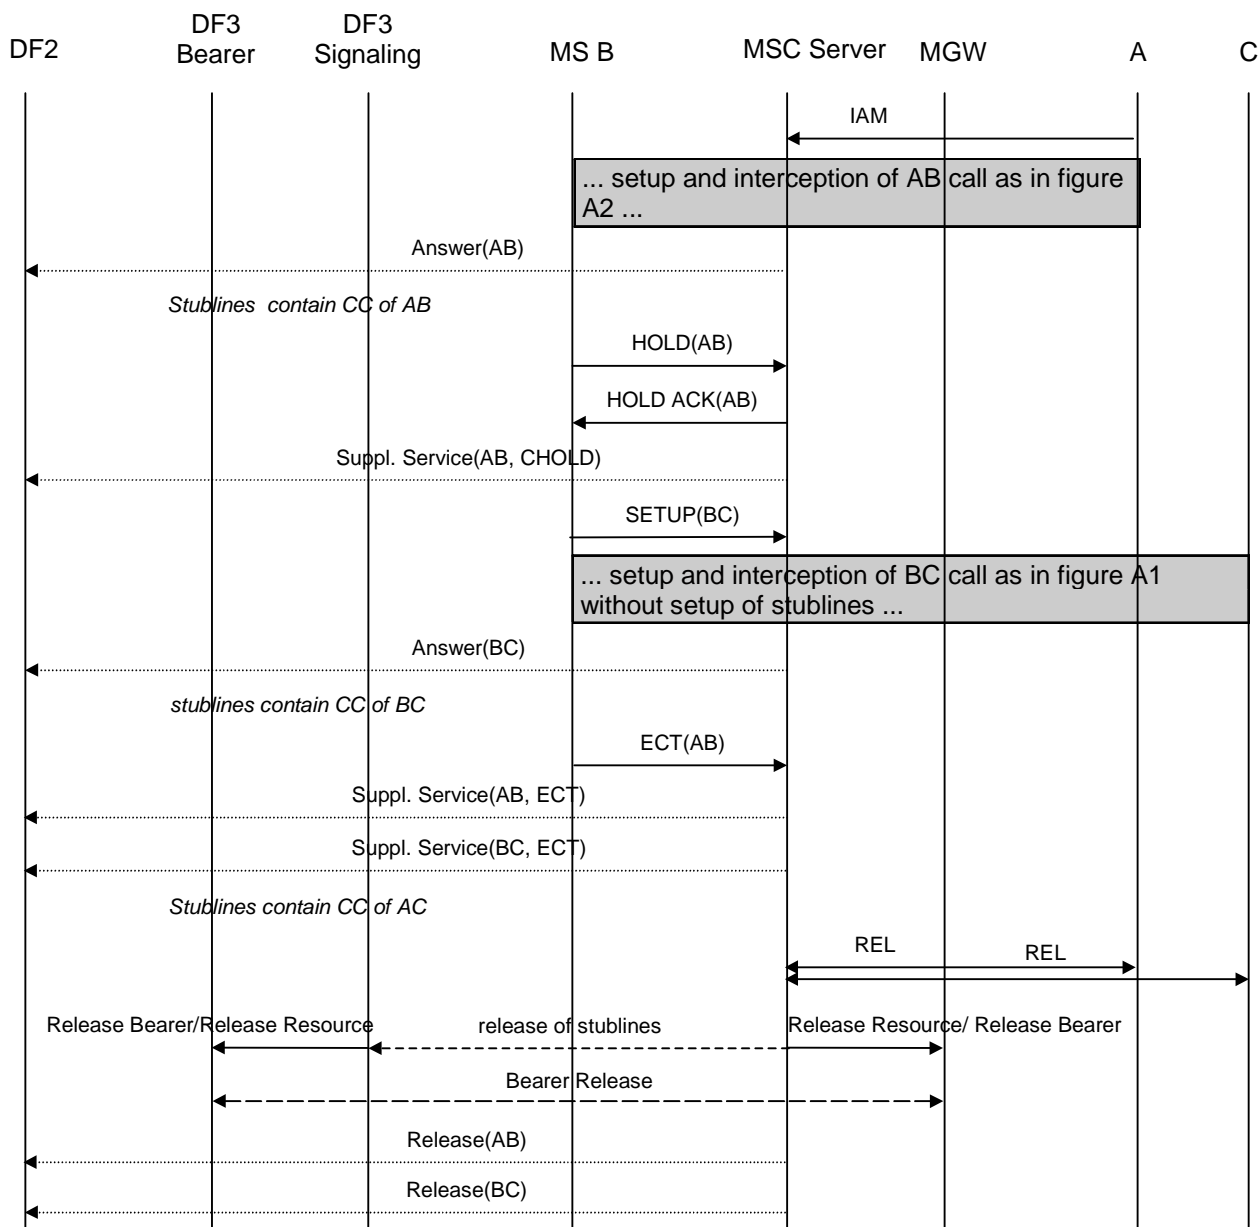 DF2
DF3
Bearer
DF3
Signaling
MS B
MSC Server
MGW
A
C
IAM
... setup and interception of AB call as in figure
A2 ...
Answer(AB)
Stublines contain CC of AB
HOLD(AB)
HOLD ACK(AB)
Suppl. Service(AB, CHOLD)
SETUP(BC)
... setup and interception of BC call as in figure A1
without setup of stublines ...
Answer(BC)
stublines contain CC of BC
ECT(AB)
Suppl. Service(AB, ECT)
Suppl. Service(BC, ECT)
Stublines contain CC of AC
REL
REL
Release Bearer/Release Resource
release of stublines
Release Resource/ Release Bearer
Bearer Release
Release(AB)
Release(BC)